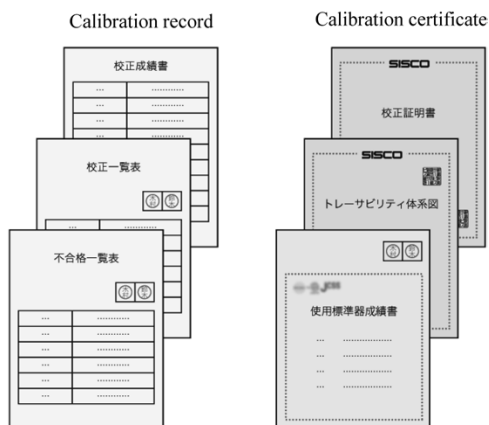 Calibration record
Calibration certificate
校正成績書
校正一覧表
不合格一覧表
SISCO
校正証明書
SISCO
トレーサビリティ体系図
使用標準器成績書